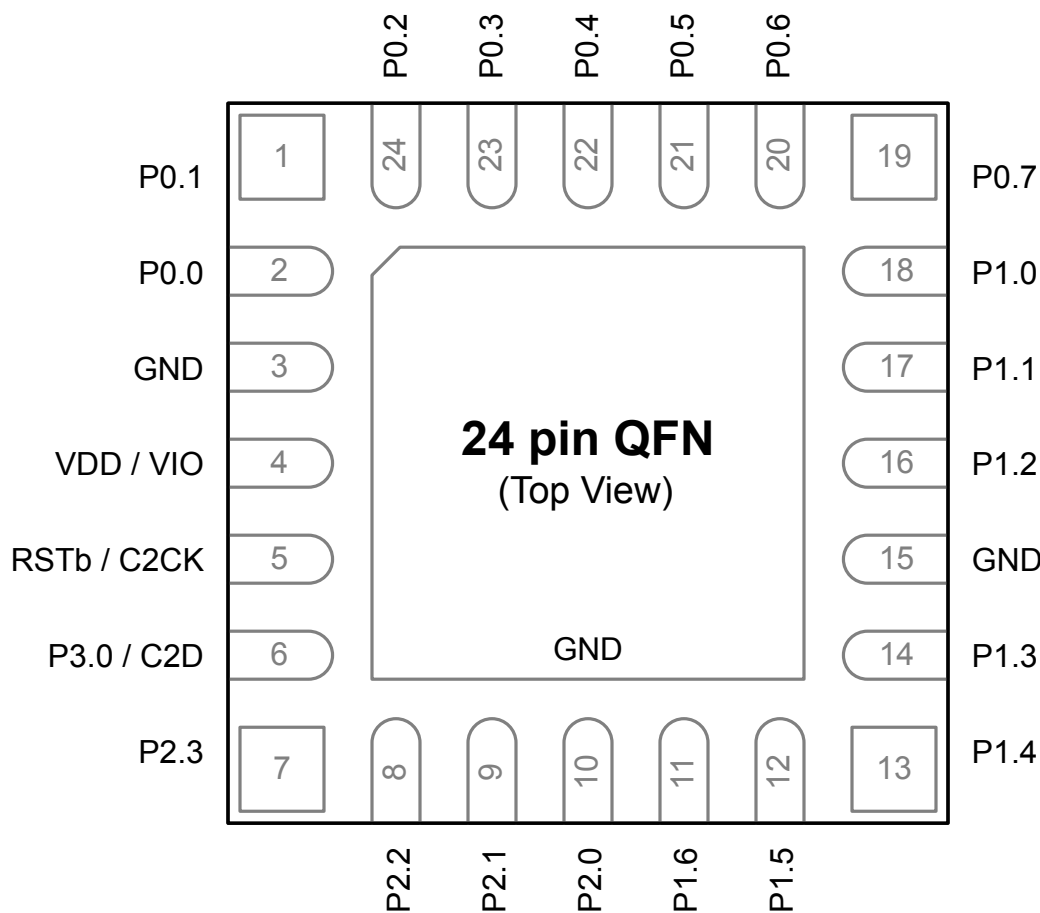 P0.2
P0.3
P0.4
P0.5
P0.6
1
24
23
22
21
20
19
P0.1
P0.7
P0.0
2
18
P1.0
GND
3
17
P1.1
VDD / VIO
4
24 pin QFN
(Top View)
16
P1.2
RSTb / C2CK
5
15
GND
P3.0 / C2D
6
GND
14
P1.3
P2.3
7
8
9
10
11
12
13
P1.4
P2.2
P2.1
P2.0
P1.6
P1.5